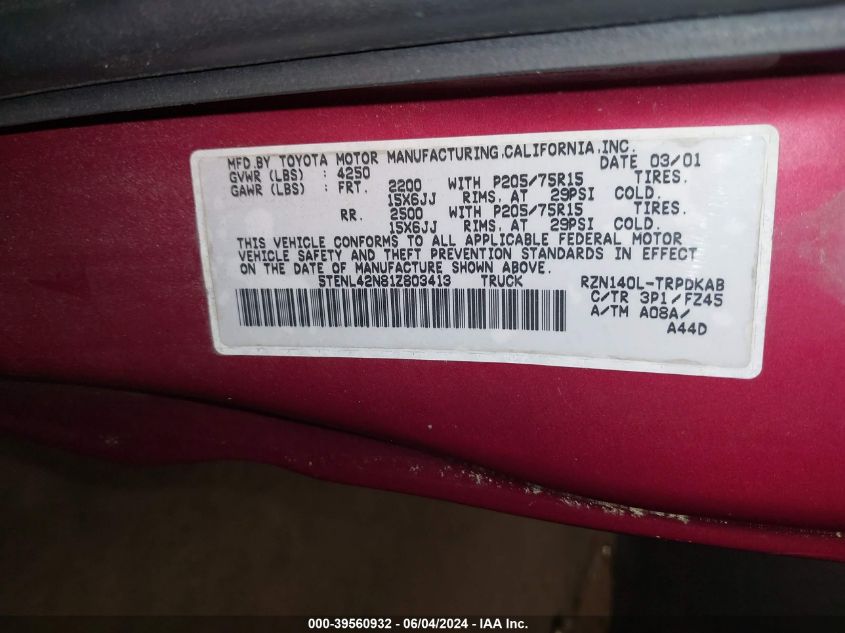 MFD.BY TOYOTA MOTOR MANUFACTURING,CALIFORNIA,INC.
GVWR (LBS) : 4250 DATE 03/01
GAWR (LBS) : FRT. 2200 WITH P205/75R15 TIRES.
15X6JJ RIMS. AT 29PSI COLD.
RR. 2500 WITH P205/75R15 TIRES.
15X6JJ RIMS. AT 29PSI COLD.
THIS VEHICLE CONFORMS TO ALL APPLICABLE FEDERAL MOTOR
VEHICLE SAFETY AND THEFT PREVENTION STANDARDS IN EFFECT
ON THE DATE OF MANUFACTURE SHOWN ABOVE.
5TENL42N81Z803413 TRUCK RZN140L-TRPDKAB
C/TR 3P1/FZ45
A/TM A08A/
A44D
000-39560932 - 06/04/2024 - IAA Inc.